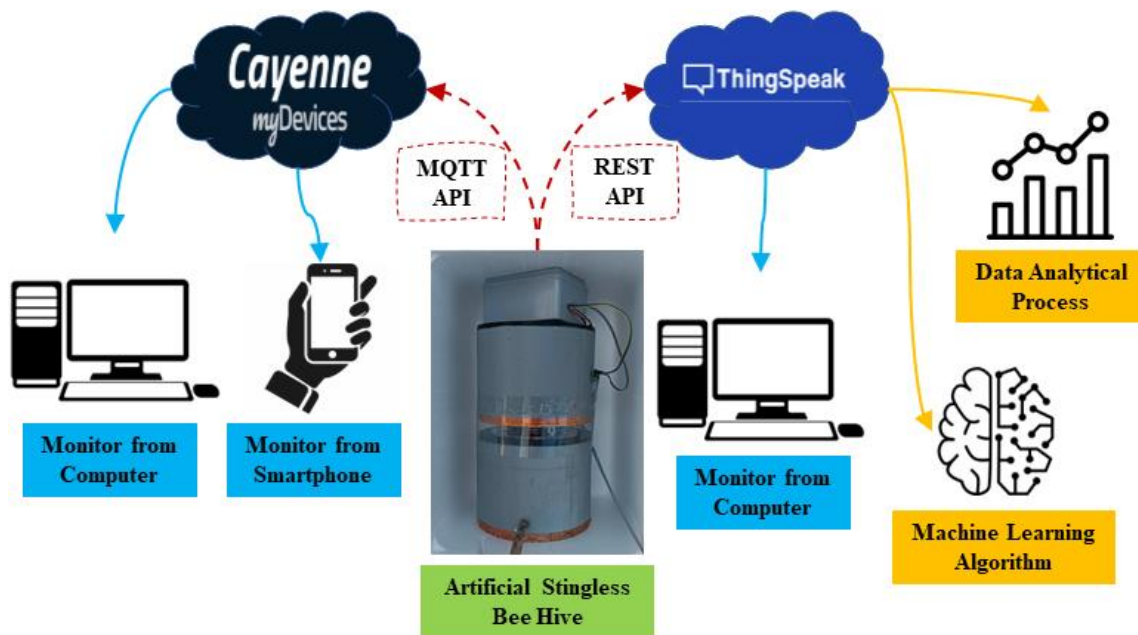 Cayenne
myDevices
ThingSpeak
MQTT
API
REST
API
Monitor from
Computer
Monitor from
Smartphone
Artificial Stingless
Bee Hive
Monitor from
Computer
Data Analytical
Process
Machine Learning
Algorithm